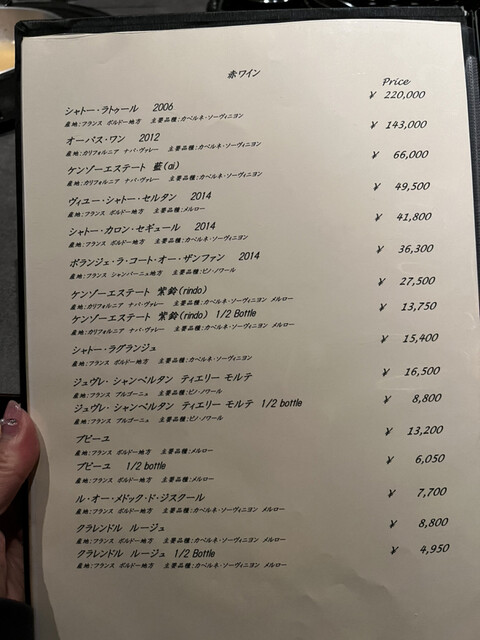 赤ワイン
Price
シャトー・ラトゥール 2006 ¥ 220,000
産地:フランス ボルドー地方 主要品種:カベルネ・ソーヴィニヨン
オーパス・ワン 2012 ¥ 143,000
産地:カリフォルニア ナパ・ヴァレー 主要品種:カベルネ・ソーヴィニヨン
ケンゾーエステート 藍(ai) ¥ 66,000
産地:カリフォルニア ナパ・ヴァレー 主要品種:カベルネ・ソーヴィニヨン
ヴィユー・シャトー・セルタン 2014 ¥ 49,500
産地:フランス ボルドー地方 主要品種:メルロー
シャトー・カロン・セギュール 2014 ¥ 41,800
産地:フランス ボルドー地方 主要品種:カベルネ・ソーヴィニヨン
ボランジェ・ラ・コート・オー・ザンファン 2014 ¥ 36,300
産地:フランス シャンパーニュ地方 主要品種:ピノ・ノワール
ケンゾーエステート 紫鈴(rindo) ¥ 27,500
産地:カリフォルニア ナパ・ヴァレー 主要品種:カベルネ・ソーヴィニヨン メルロー
ケンゾーエステート 紫鈴(rindo) 1/2 Bottle ¥ 13,750
産地:カリフォルニア ナパ・ヴァレー 主要品種:カベルネ・ソーヴィニヨン メルロー
シャトー・ラグランジュ ¥ 15,400
産地:フランス ボルドー地方 主要品種:カベルネ・ソーヴィニヨン
ジュヴレ・シャンベルタン ティエリー モルテ ¥ 16,500
産地:フランス ブルゴーニュ 主要品種:ピノ・ノワール
ジュヴレ・シャンベルタン ティエリー モルテ 1/2 bottle ¥ 8,800
産地:フランス ブルゴーニュ 主要品種:ピノ・ノワール
プピーユ ¥ 13,200
産地:フランス ボルドー地方 主要品種:メルロー
プピーユ 1/2 bottle ¥ 6,050
産地:フランス ボルドー地方 主要品種:メルロー
ル・オー・メドック・ド・ジスクール ¥ 7,700
産地:フランス ボルドー地方 主要品種:カベルネ・ソーヴィニヨン メルロー
クラレンドル ルージュ ¥ 8,800
産地:フランス ボルドー地方 主要品種:カベルネ・ソーヴィニヨン メルロー
クラレンドル ルージュ 1/2 Bottle ¥ 4,950
産地:フランス ボルドー地方 主要品種:カベルネ・ソーヴィニヨン メルロー